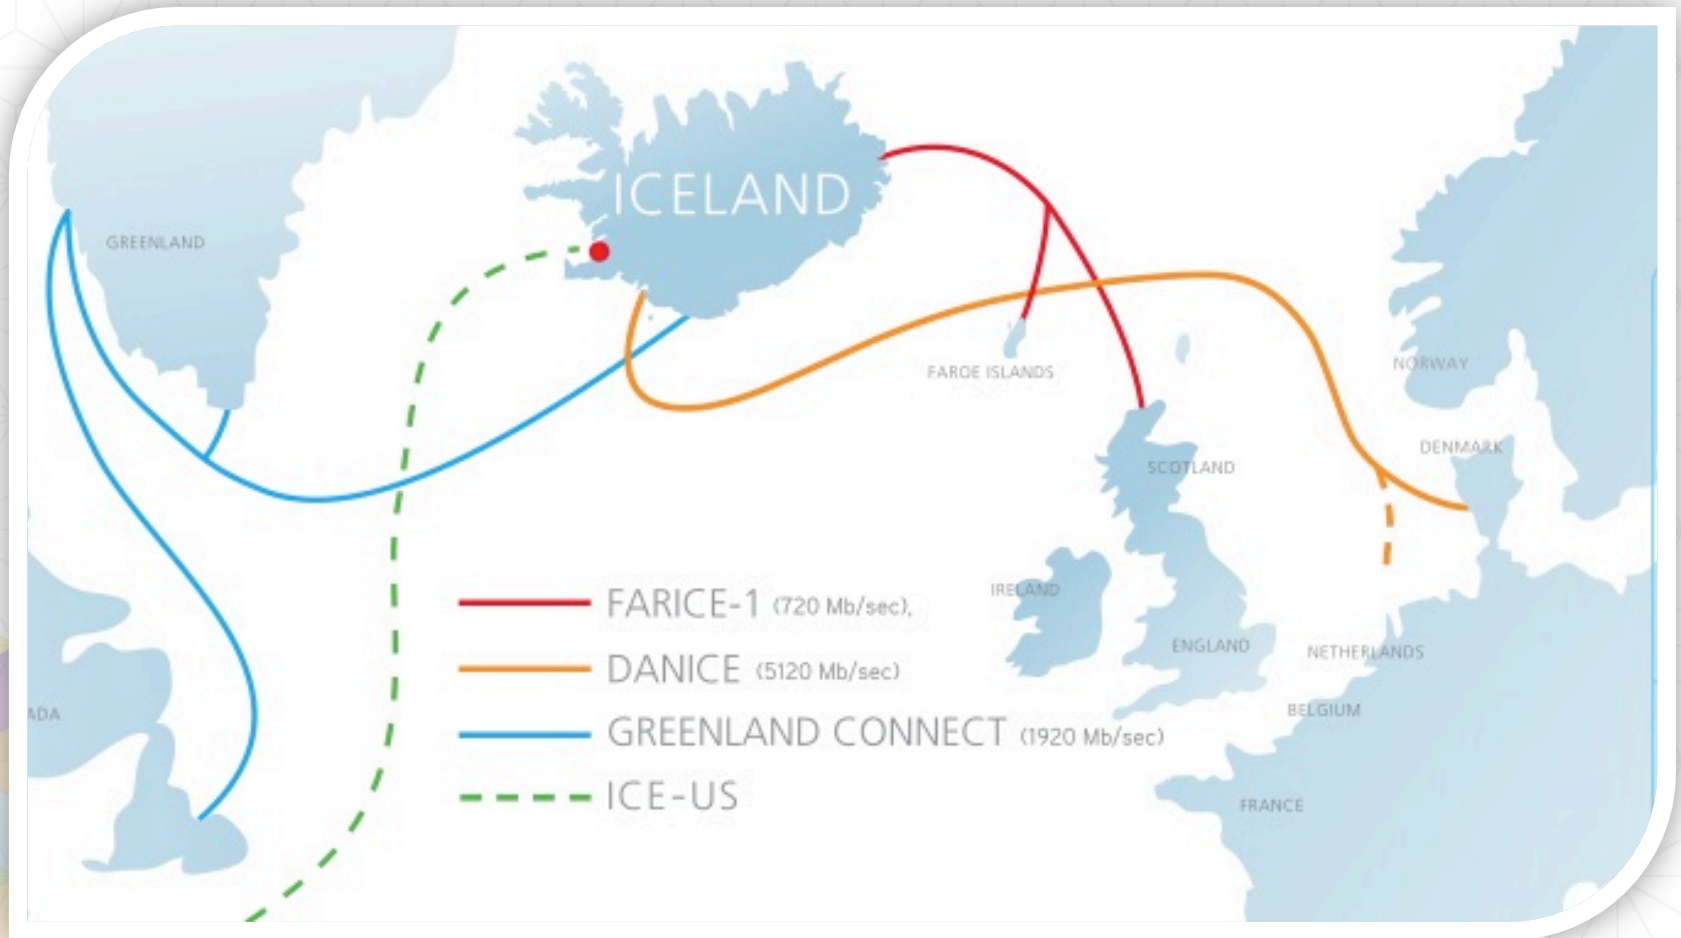 ICELAND
GREENLAND
FAROE ISLANDS
NORWAY
DENMARK
SCOTLAND
IRELAND
ENGLAND
NETHERLANDS
BELGIUM
ADA
FRANCE
FARICE-1 (720 Mb/sec),
DANICE (5120 Mb/sec)
GREENLAND CONNECT (1920 Mb/sec)
ICE-US